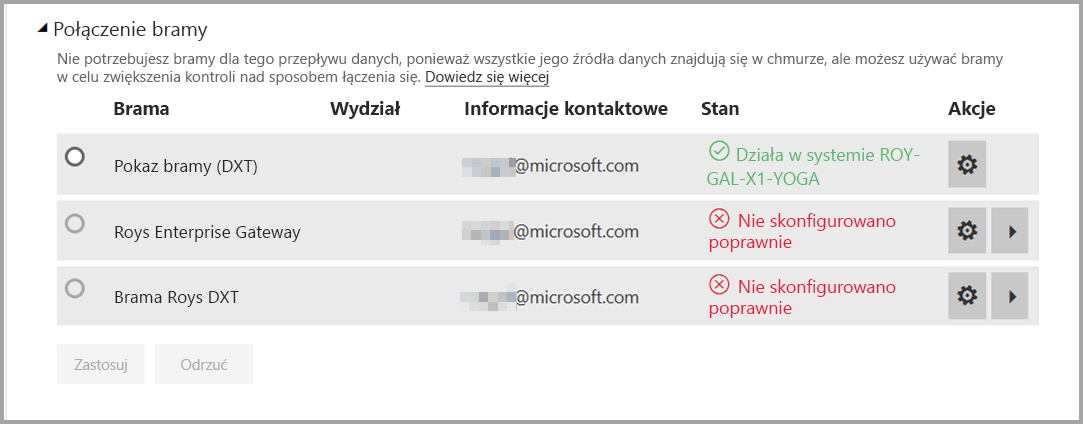 Połączenie bramy
Nie potrzebujesz bramy dla tego przepływu danych, ponieważ wszystkie jego źródła danych znajdują się w chmurze, ale możesz używać bramy
w celu zwiększenia kontroli nad sposobem łączenia się. Dowiedz się więcej
Brama Wydział Informacje kontaktowe Stan Akcje
Pokaz bramy (DXT) @microsoft.com Działa w systemie ROY-
GAL-X1-YOGA
Roys Enterprise Gateway @microsoft.com Nie skonfigurowano
poprawnie
Brama Roys DXT @microsoft.com Nie skonfigurowano
poprawnie
Zastosuj Odrzuć